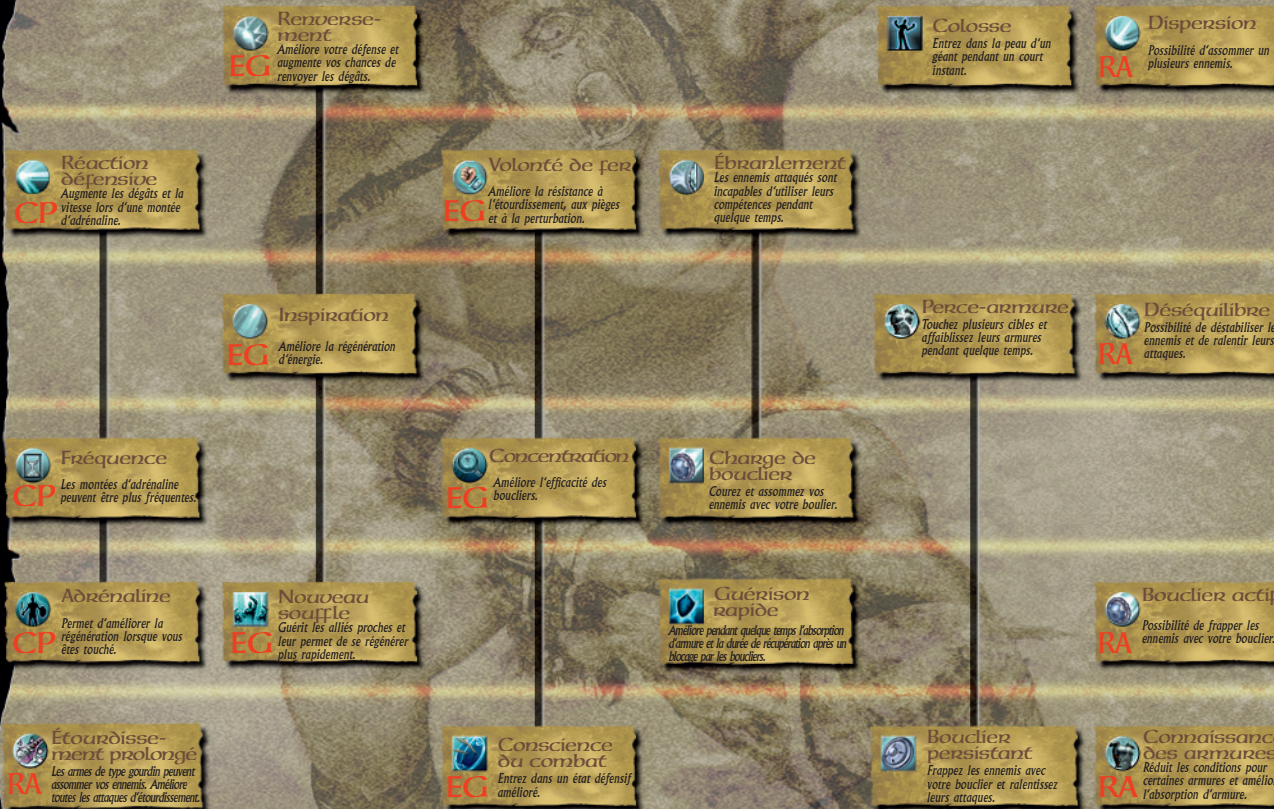 Renverse-
ment
EG
Améliore votre défense et
augmente vos chances de
renvoyer les dégâts.
Colosse
Entrez dans la peau d'un
géant pendant un court
instant.
Dispersion
RA
Possibilité d'assommer un
plusieurs ennemis.
Réaction
défensive
CP
Augmente les dégâts et la
vitesse lors d'une montée
d'adrénaline.
Volonté de fer
EG
Améliore la résistance à
l'étourdissement, aux pièges
et à la perturbation.
Ébranlement
Les ennemis attaqués sont
incapables d'utiliser leurs
compétences pendant
quelque temps.
Inspiration
EG
Améliore la régénération
d'énergie.
Perce-armure
Touchez plusieurs cibles et
affaiblissez leurs armures
pendant quelque temps.
Déséquilibre
RA
Possibilité de déstabiliser le
ennemis et de ralentir leurs
attaques.
Fréquence
CP
Les montées d'adrénaline
peuvent être plus fréquentes.
Concentration
EG
Améliore l'efficacité des
boucliers.
Charge de
bouclier
Courez et assommez vos
ennemis avec votre boulier.
Adrénaline
CP
Permet d'améliorer la
régénération lorsque vous
êtes touché.
Nouveau
souffle
EG
Guérit les alliés proches et
leur permet de se régénérer
plus rapidement.
Guérison
rapide
Améliore pendant quelque temps l'absorption
d'armure et la durée de récupération après un
blocage par les boucliers.
Bouclier actif
RA
Possibilité de frapper les
ennemis avec votre bouclier.
Étourdisse-
ment prolongé
RA
Les armes de type gourdin peuvent
assommer vos ennemis. Améliore
toutes les attaques d'étourdissement.
Conscience
du combat
EG
Entrez dans un état défensif
amélioré.
Bouclier
persistant
Frappez les ennemis avec
votre bouclier et ralentissez
leurs attaques.
Connaissance
des armures
RA
Réduit les conditions pour
certaines armures et amélio
l'absorption d'armure.